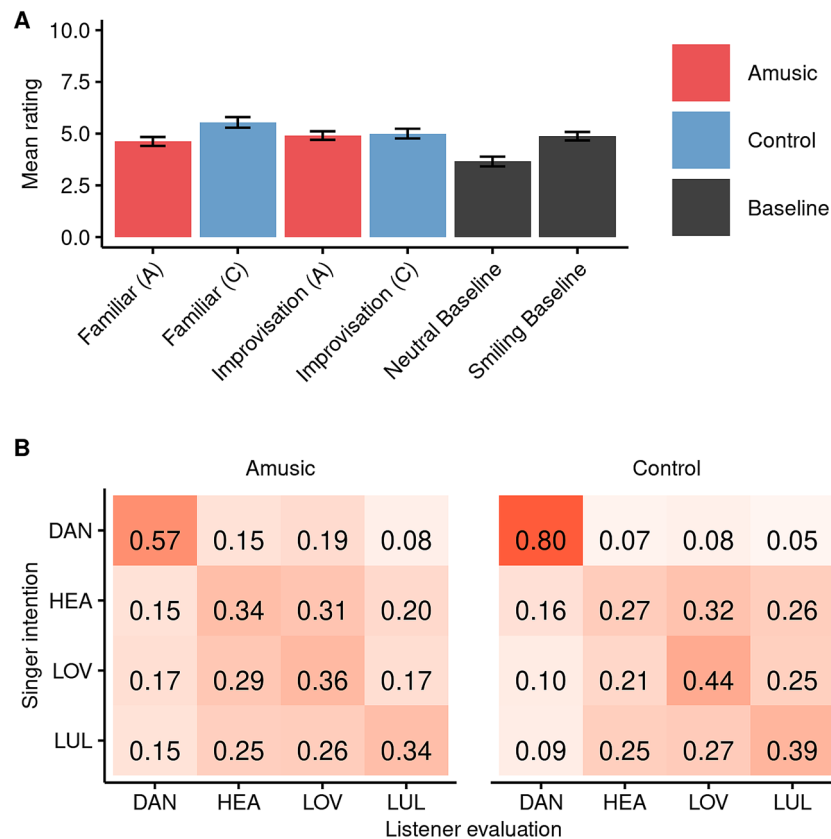 A
Mean rating
10.0
7.5
5.0
2.5
0.0
Familiar (A)
Familiar (C)
Improvisation (A)
Improvisation (C)
Neutral Baseline
Smiling Baseline
Amusic
Control
Baseline
B
Amusic
Control
Singer intention
DAN 0.57 0.15 0.19 0.08 0.80 0.07 0.08 0.05
HEA 0.15 0.34 0.31 0.20 0.16 0.27 0.32 0.26
LOV 0.17 0.29 0.36 0.17 0.10 0.21 0.44 0.25
LUL 0.15 0.25 0.26 0.34 0.09 0.25 0.27 0.39
DAN HEA LOV LUL DAN HEA LOV LUL
Listener evaluation